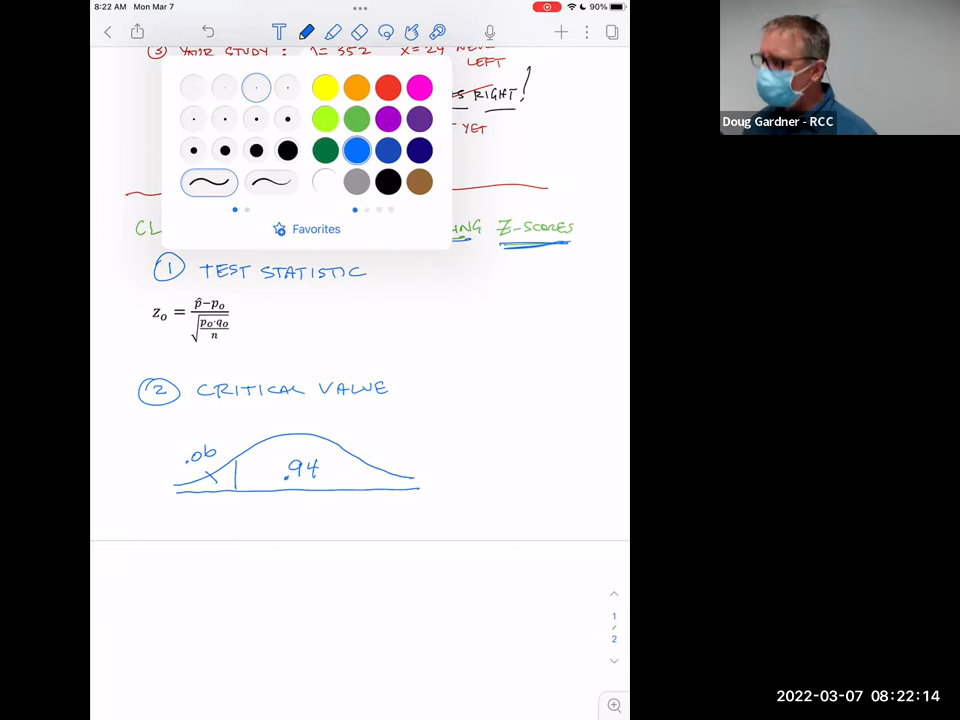 8:22 AM Mon Mar 7
90%
③ YOUR STUDY : n= 352 x= 24 NEVER
LEFT
RIGHT!
YET
CL
Z-SCORES
① TEST STATISTIC
z₀ = p̂−p₀ / √(p₀·q₀ / n)
② CRITICAL VALUE
.06
.94
Favorites
1
/
2
Doug Gardner - RCC
2022-03-07 08:22:14